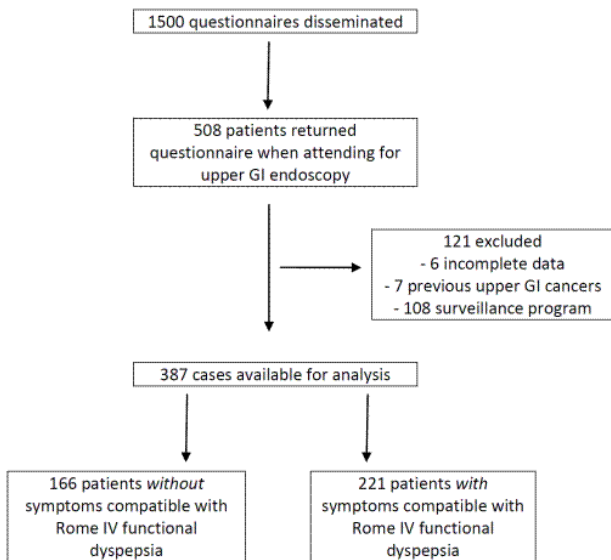 1500 questionnaires disseminated
508 patients returned
questionnaire when attending for
upper GI endoscopy
121 excluded
- 6 incomplete data
- 7 previous upper GI cancers
- 108 surveillance program
387 cases available for analysis
166 patients without
symptoms compatible with
Rome IV functional
dyspepsia
221 patients with
symptoms compatible with
Rome IV functional
dyspepsia